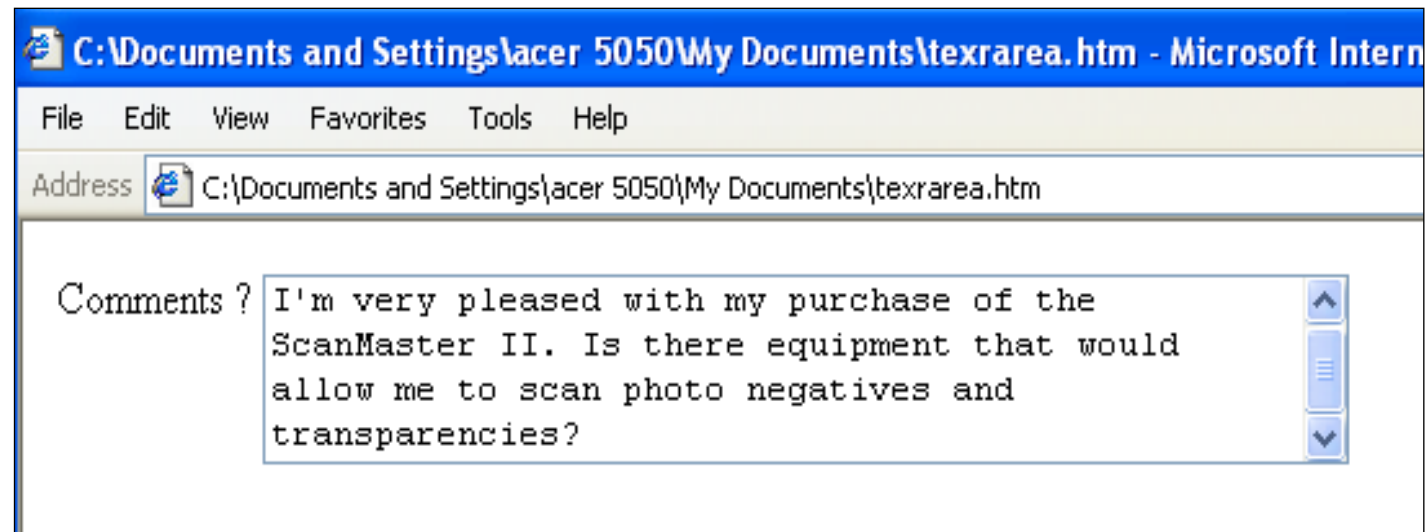 C:\Documents and Settings\acer 5050\My Documents\texrarea.htm - Microsoft Intern
File Edit View Favorites Tools Help
Address C:\Documents and Settings\acer 5050\My Documents\texrarea.htm
Comments ? I'm very pleased with my purchase of the
ScanMaster II. Is there equipment that would
allow me to scan photo negatives and
transparencies?